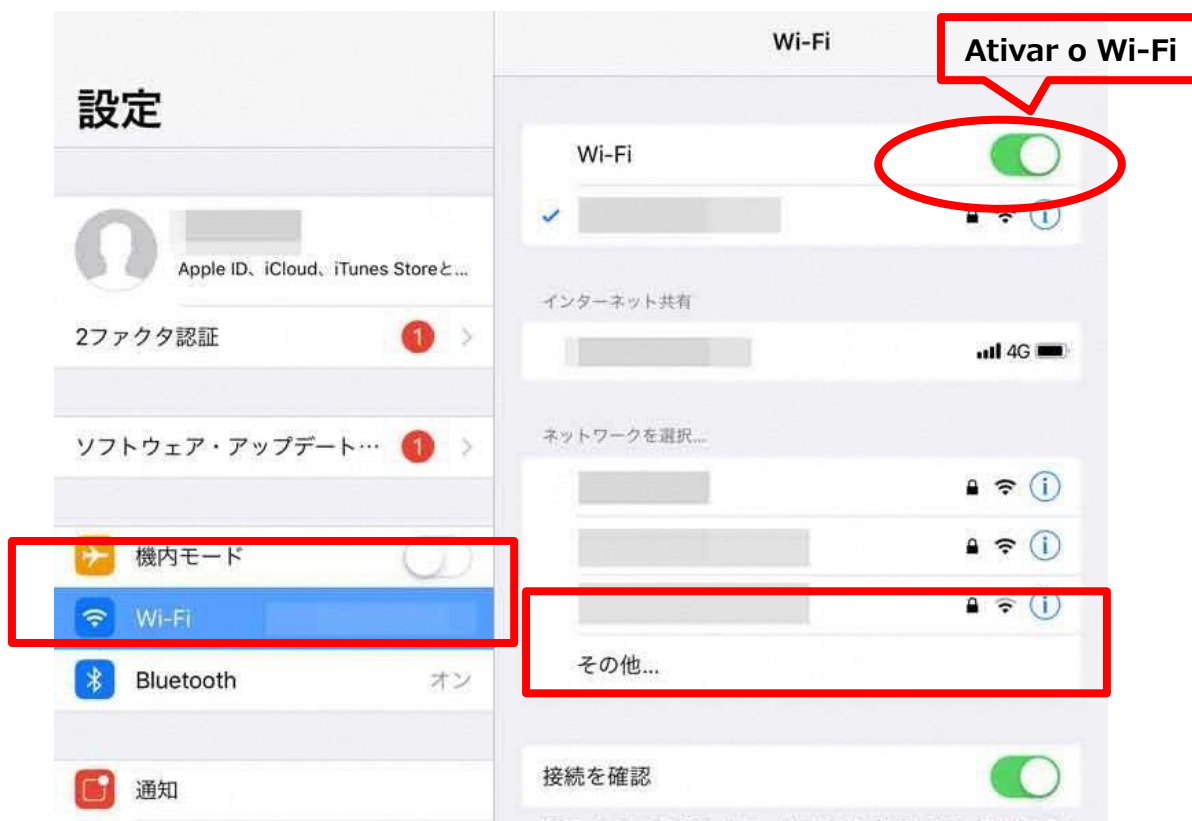 設定
Apple ID、iCloud、iTunes Storeと...
2ファクタ認証
1
ソフトウェア・アップデート…
1
機内モード
Wi-Fi
Bluetooth
オン
通知
Wi-Fi
Ativar o Wi-Fi
Wi-Fi
インターネット共有
4G
ネットワークを選択...
その他...
接続を確認